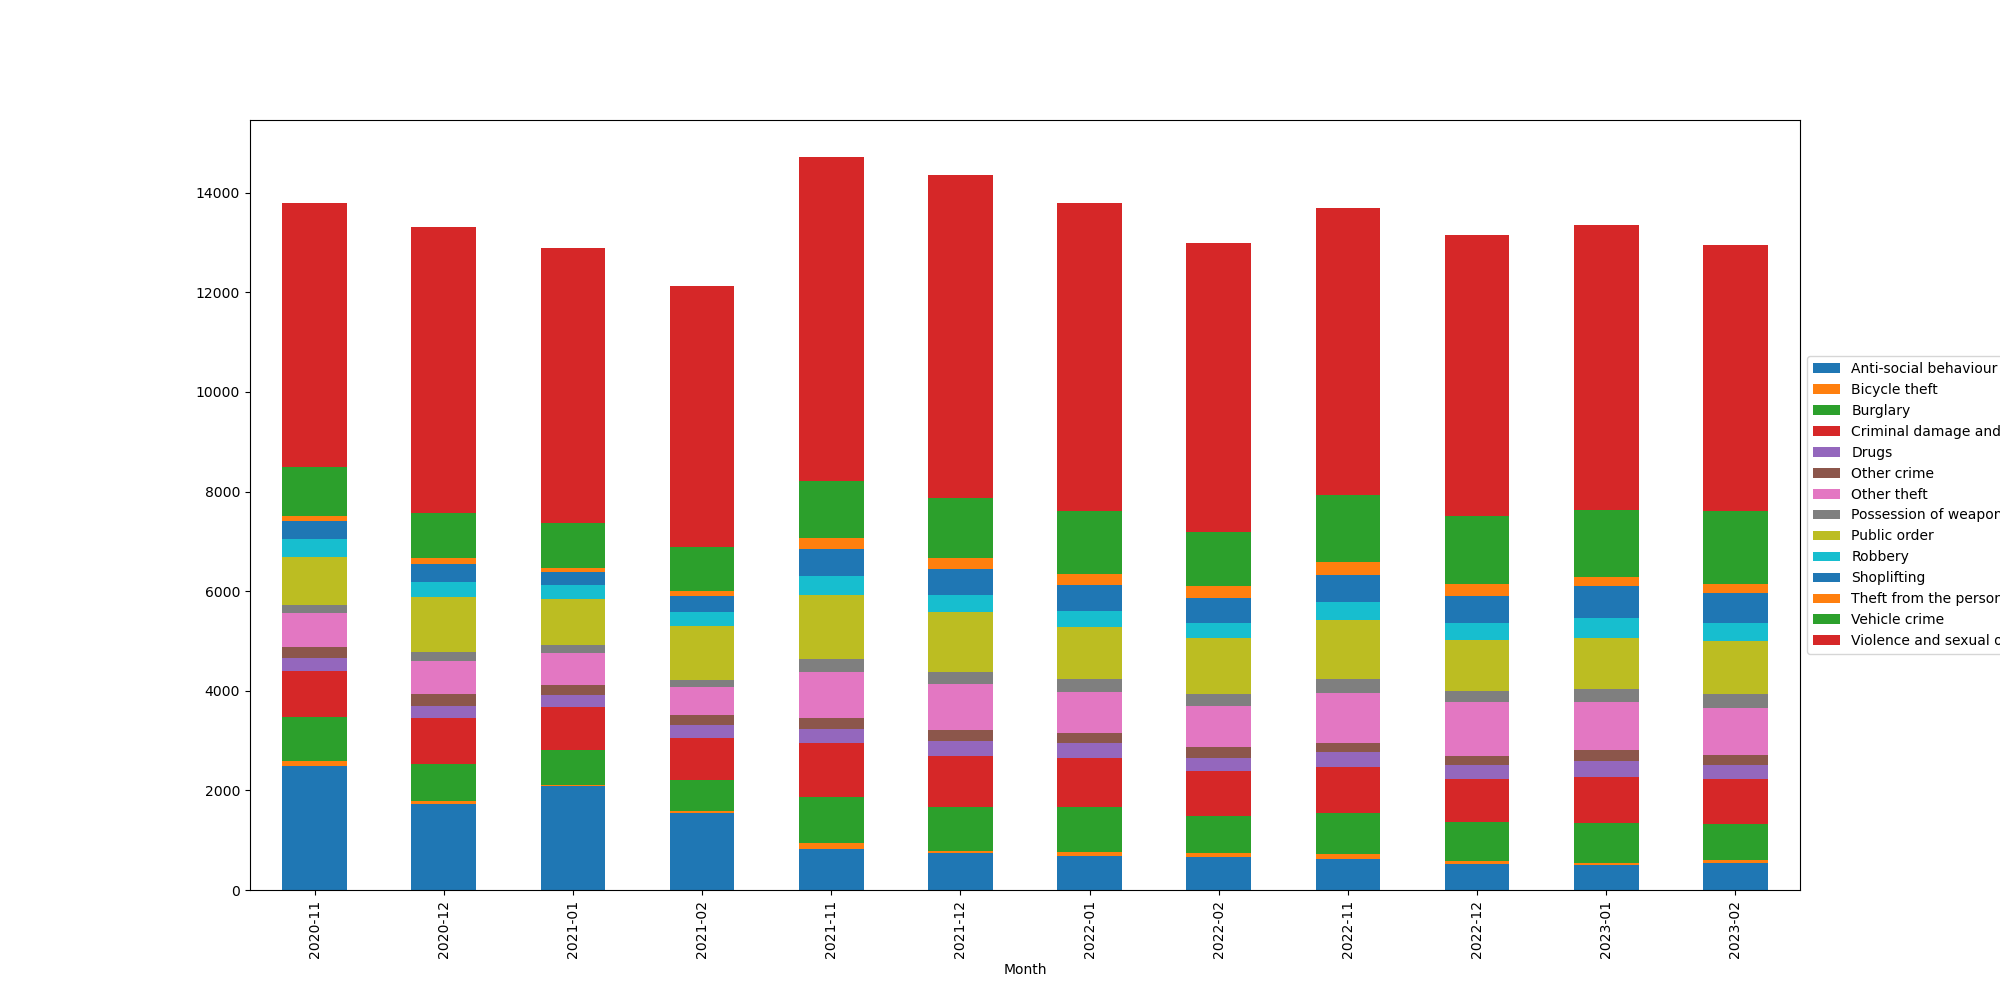 14000
12000
10000
8000
6000
4000
2000
0
2020-11
2020-12
2021-01
2021-02
2021-11
2021-12
2022-01
2022-02
2022-11
2022-12
2023-01
2023-02
Month
Anti-social behaviour
Bicycle theft
Burglary
Criminal damage and
Drugs
Other crime
Other theft
Possession of weapon
Public order
Robbery
Shoplifting
Theft from the person
Vehicle crime
Violence and sexual o